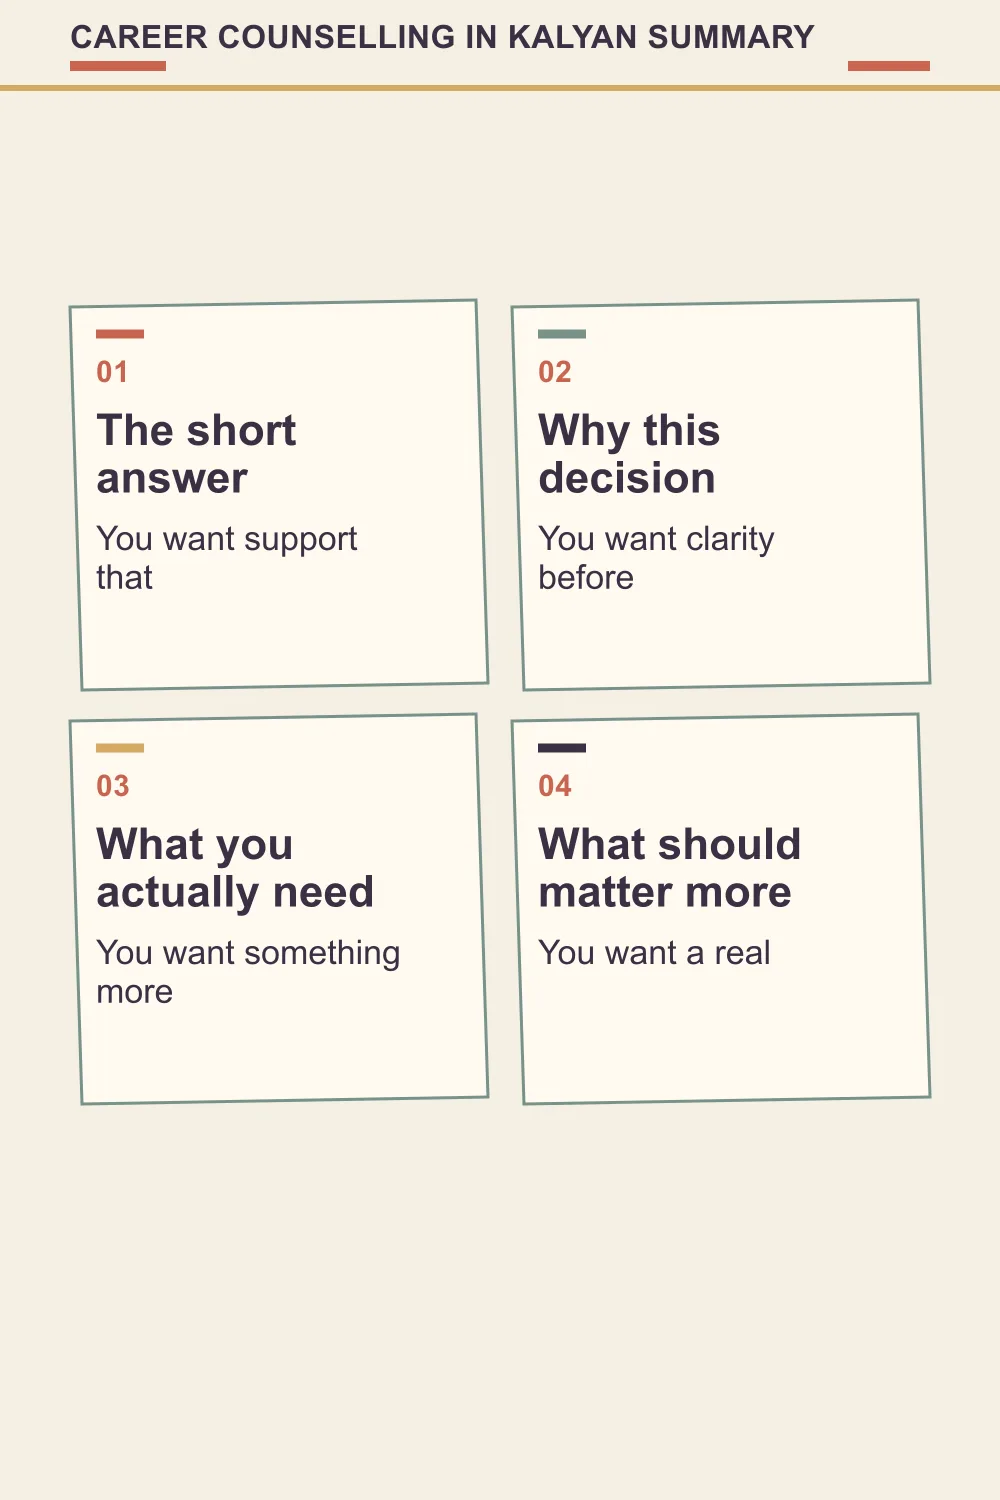 CAREER COUNSELLING IN KALYAN SUMMARY
01
The short
answer
You want support
that
02
Why this
decision
You want clarity
before
03
What you
actually need
You want something
more
04
What should
matter more
You want a real